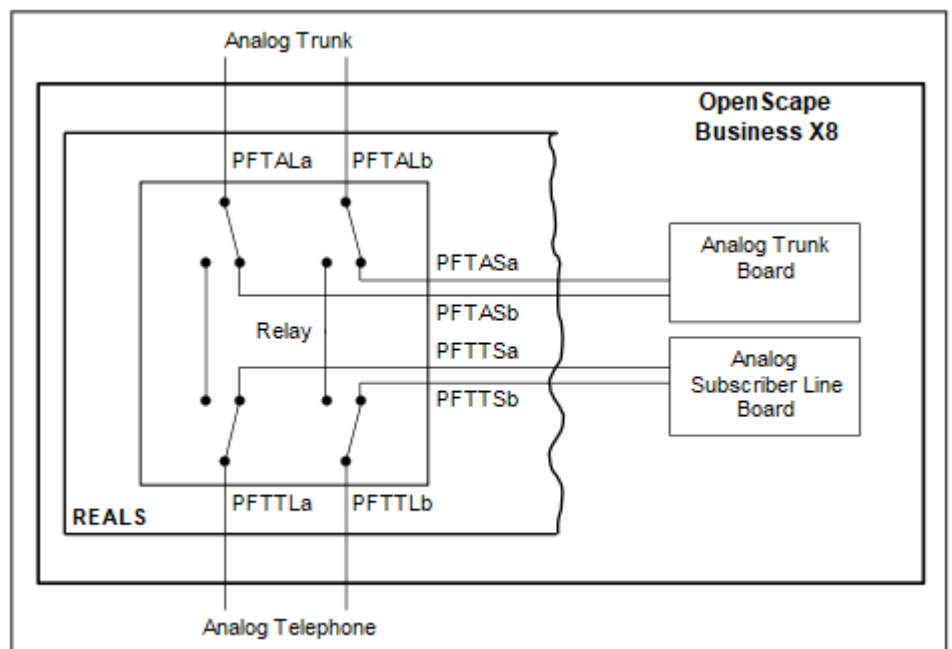 Analog Trunk
OpenScape
Business X8
PFTALa
PFTALb
Analog Trunk
Board
PFTASa
PFTASb
Relay
PFTTSa
PFTTSb
Analog
Subscriber Line
Board
PFTTLa
PFTTLb
REALS
Analog Telephone